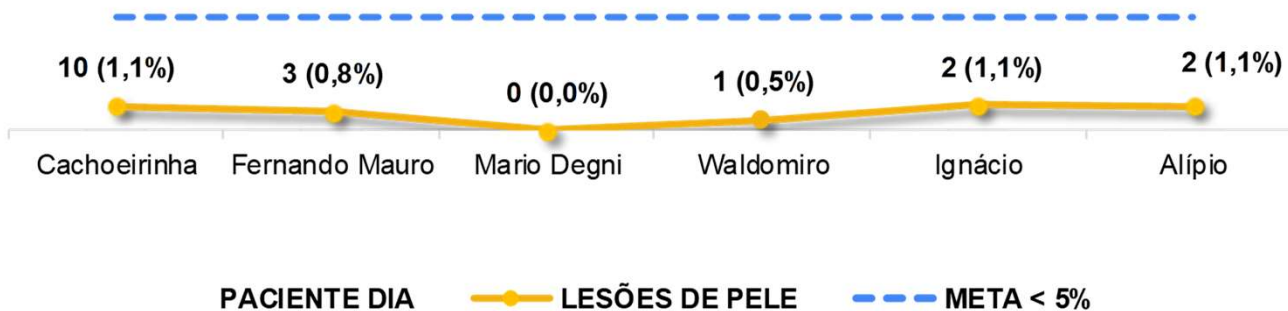 10 (1,1%) 3 (0,8%) 0 (0,0%) 1 (0,5%) 2 (1,1%) 2 (1,1%)
Cachoeirinha Fernando Mauro Mario Degni Waldomiro Ignácio Alípio
PACIENTE DIA LESÕES DE PELE META < 5%